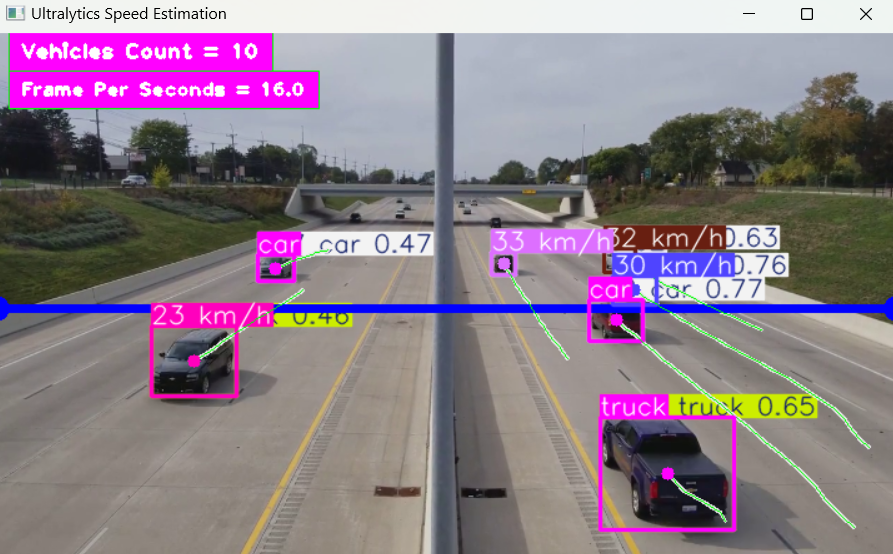 Ultralytics Speed Estimation
Vehicles Count = 10
Frame Per Seconds = 16.0
car car 0.47
33 km/h
32 km/h 0.63
30 km/h 0.76
car car 0.77
23 km/h 0.46
truck truck 0.65